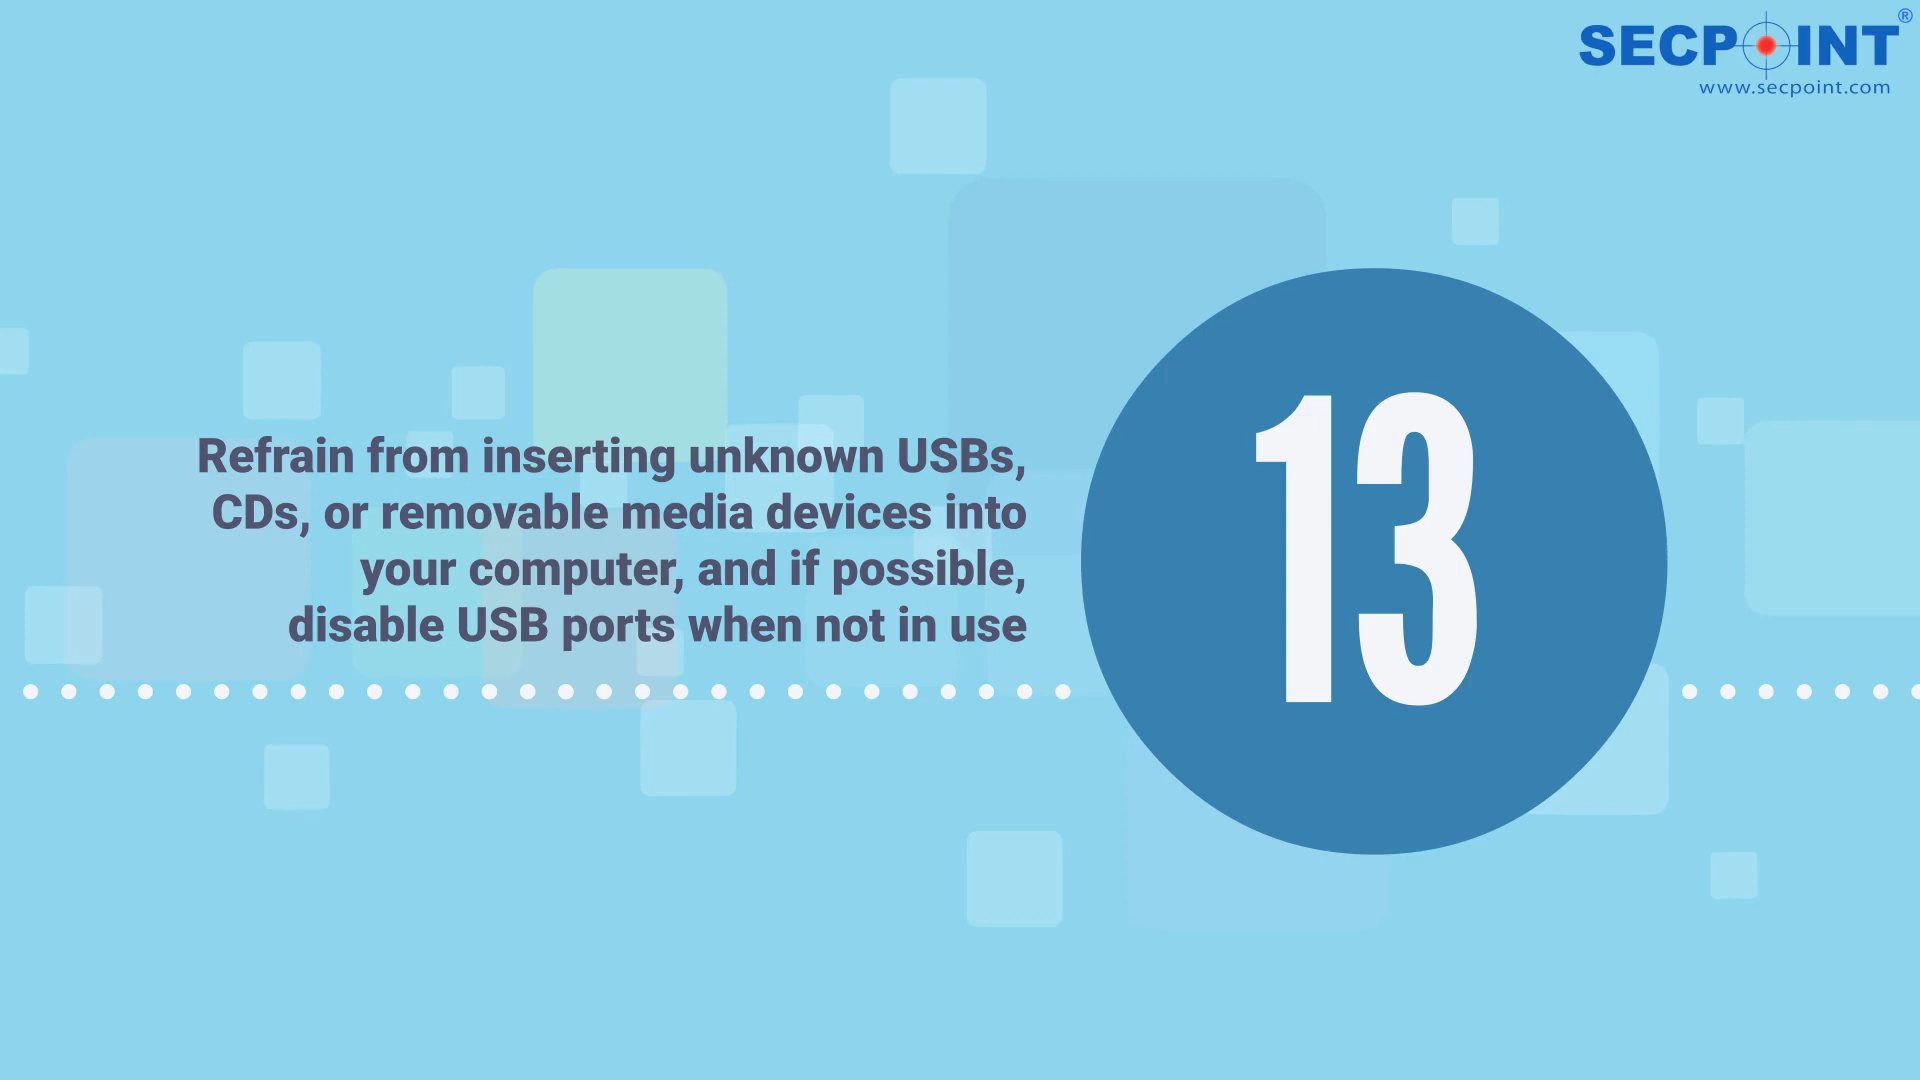 SECPOINT®
www.secpoint.com
Refrain from inserting unknown USBs,
CDs, or removable media devices into
your computer, and if possible,
disable USB ports when not in use
13